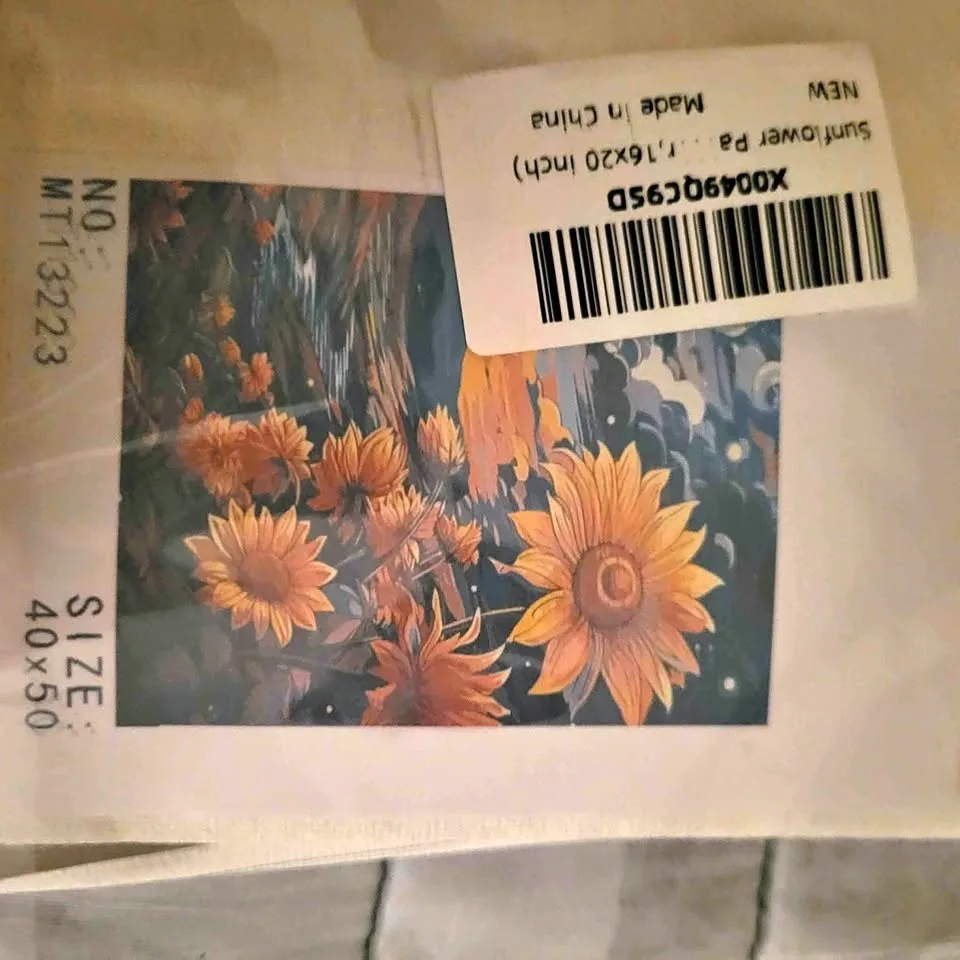 X0049QC95D
Sunflower Pa...r,16x20 inch)
NEW
Made in China
NO:
MT13223
SIZE:
40x50